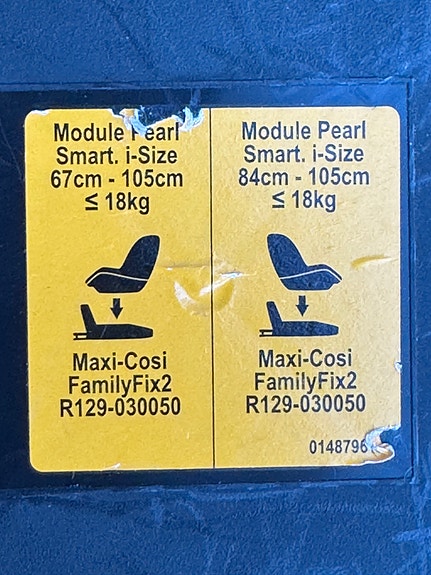 Module Pearl
Smart. i-Size
67cm - 105cm
≤ 18kg
Maxi-Cosi
FamilyFix2
R129-030050
Module Pearl
Smart. i-Size
84cm - 105cm
≤ 18kg
Maxi-Cosi
FamilyFix2
R129-030050